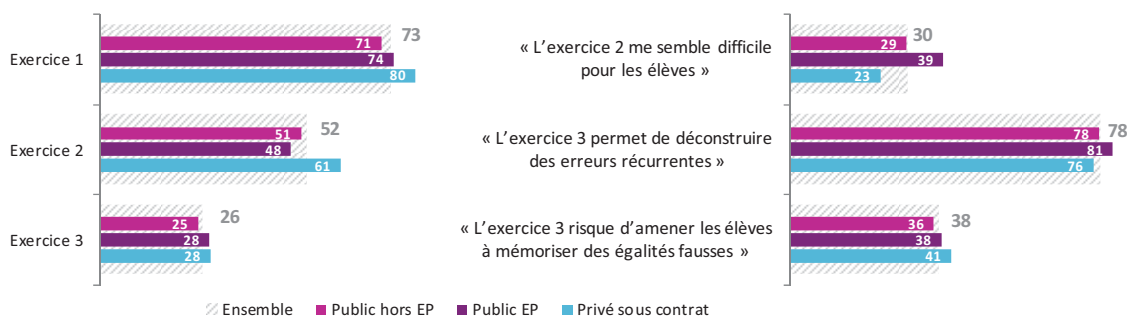 Exercice 1
73
71
74
80
Exercice 2
52
51
48
61
Exercice 3
26
25
28
28
« L’exercice 2 me semble difficile
pour les élèves »
30
29
39
23
« L’exercice 3 permet de déconstruire
des erreurs récurrentes »
78
78
81
76
« L’exercice 3 risque d’amener les élèves
à mémoriser des égalités fausses »
38
36
38
41
Ensemble Public hors EP Public EP Privé sous contrat